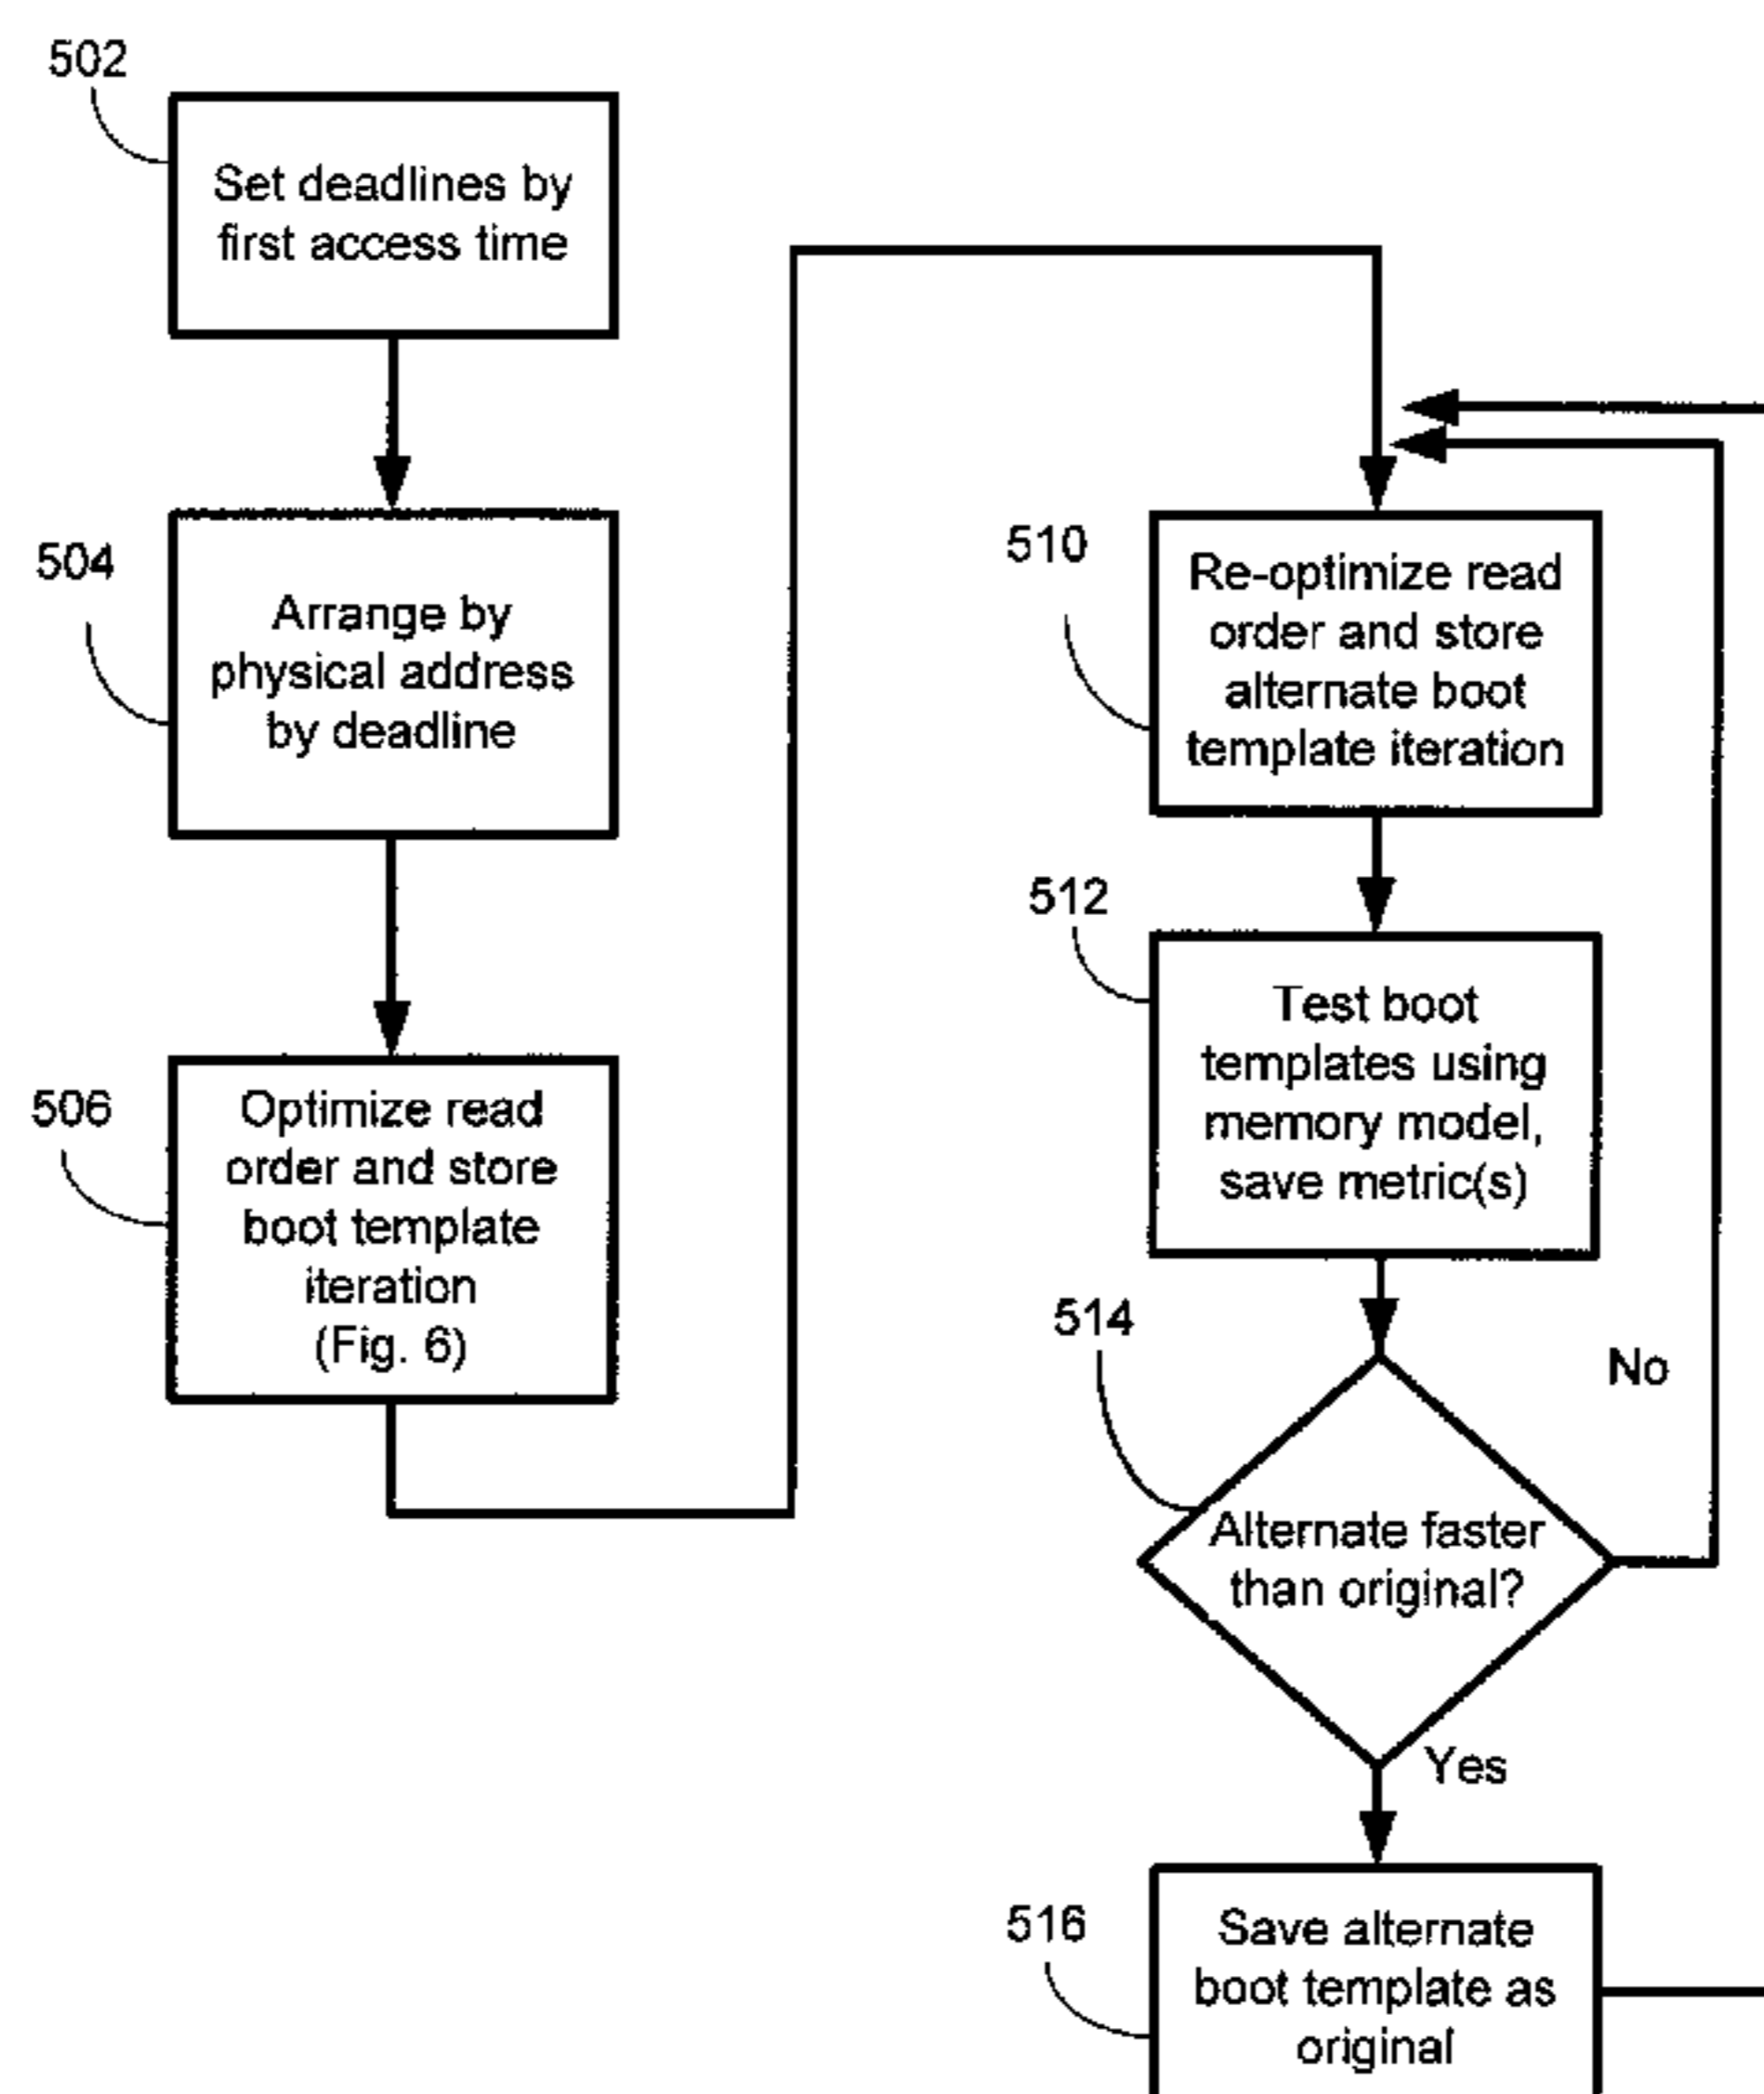 502
Set deadlines by
first access time
504
Arrange by
physical address
by deadline
506
Optimize read
order and store
boot template
iteration
(Fig. 6)
510
Re-optimize read
order and store
alternate boot
template iteration
512
Test boot
templates using
memory model,
save metric(s)
514
Alternate faster
than original?
No
Yes
516
Save alternate
boot template as
original